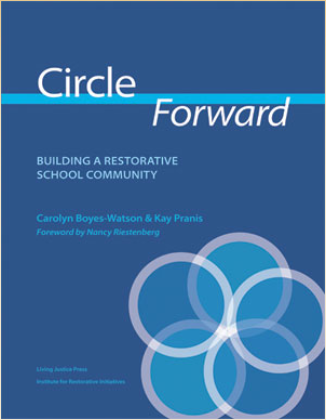 Circle
Forward
BUILDING A RESTORATIVE
SCHOOL COMMUNITY
Carolyn Boyes-Watson & Kay Pranis
Foreword by Nancy Riestenberg
Living Justice Press
Institute for Restorative Initiatives